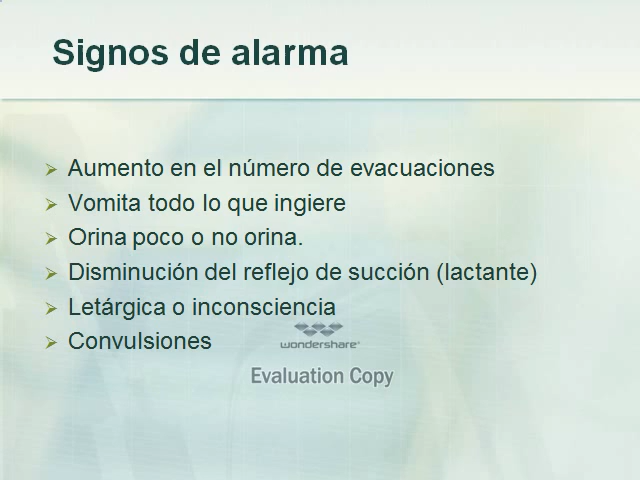 Signos de alarma
Aumento en el número de evacuaciones
Vomita todo lo que ingiere
Orina poco o no orina.
Disminución del reflejo de succión (lactante)
Letárgica o inconsciencia
Convulsiones
wondershare
Evaluation Copy